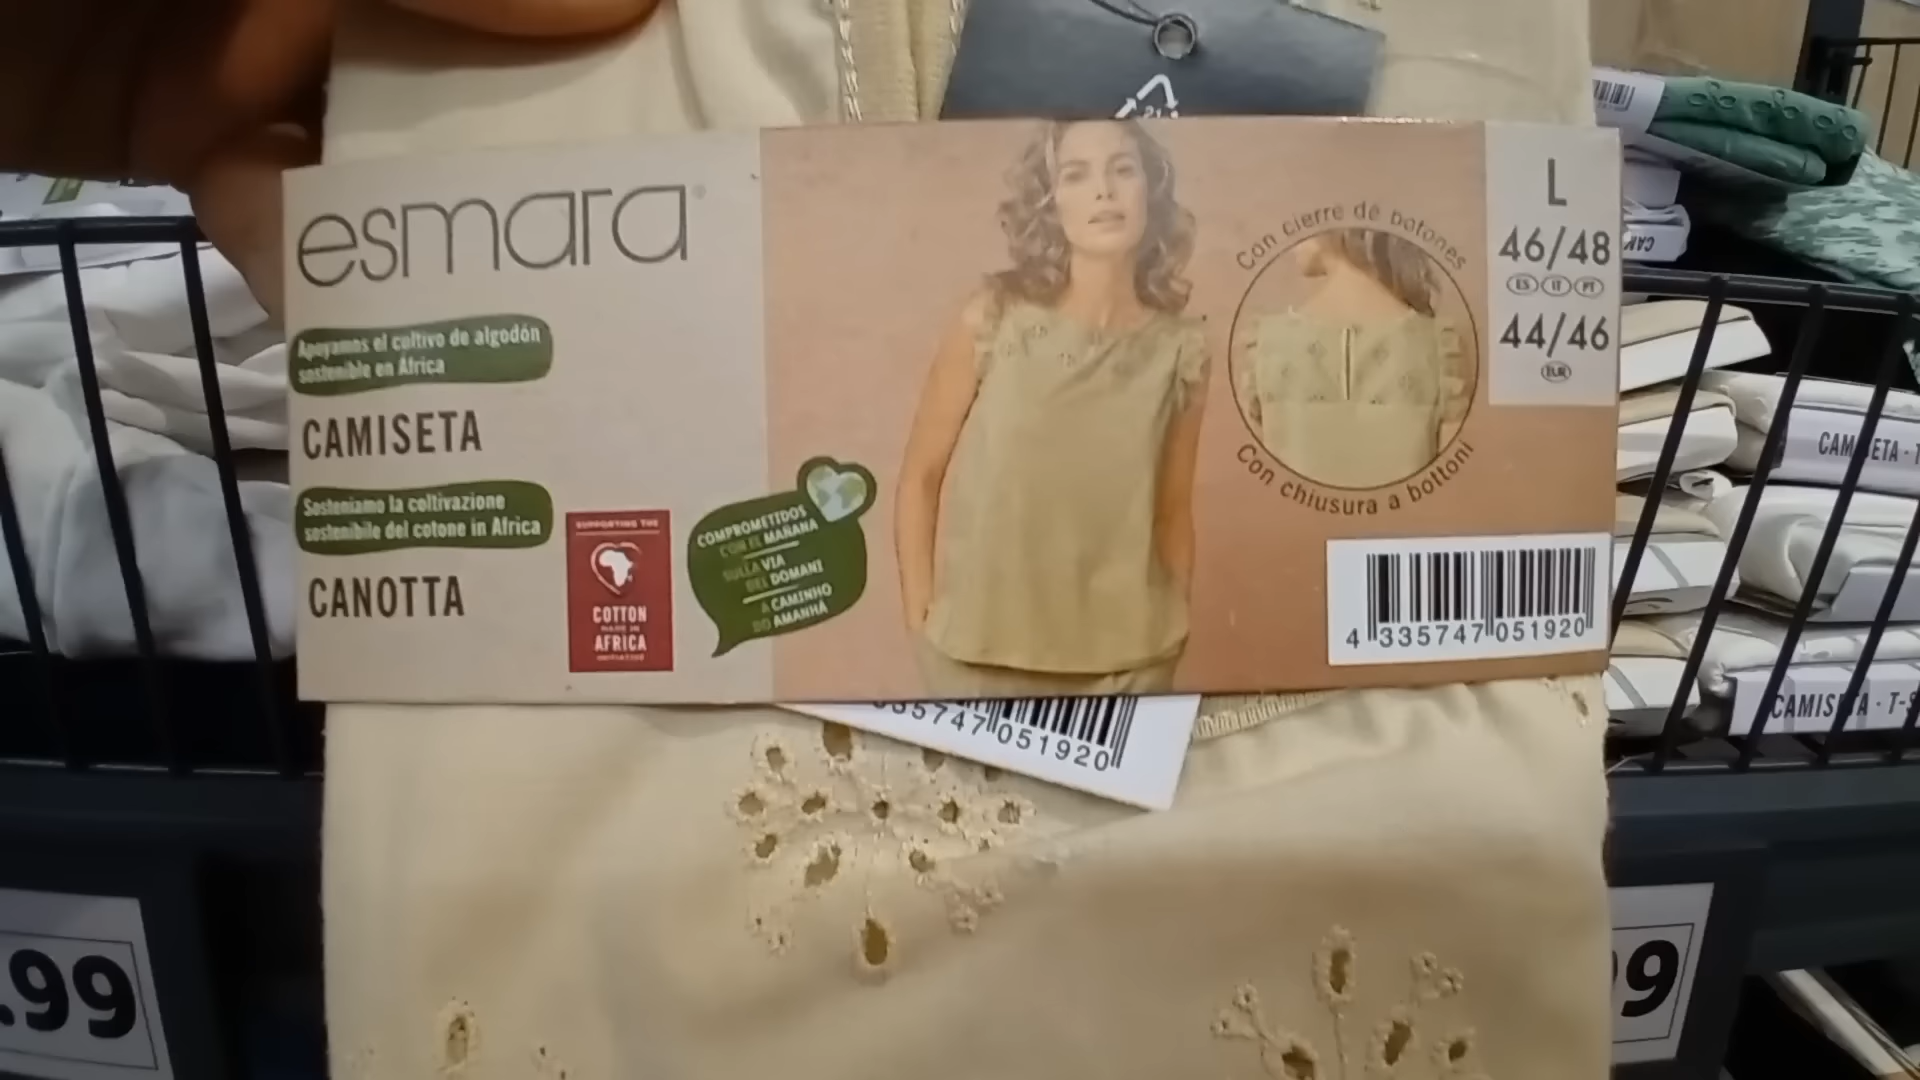 esmara®
Apoyamos el cultivo de algodón
sostenible en África
CAMISETA
Sosteniamo la coltivazione
sostenibile del cotone in Africa
CANOTTA
SUPPORTING THE
COTTON
MADE IN
AFRICA
INITIATIVE
COMPROMETIDOS
CON EL MAÑANA
SULLA VIA
DEL DOMANI
A CAMINHO
DO AMANHÃ
Con cierre de botones
Con chiusura a bottoni
L
46/48
ES IT PT
44/46
EUR
4 335747 051920
35747 051920
21
CAMISETA - T
CAMISETA - T-S
CAM
.99
99